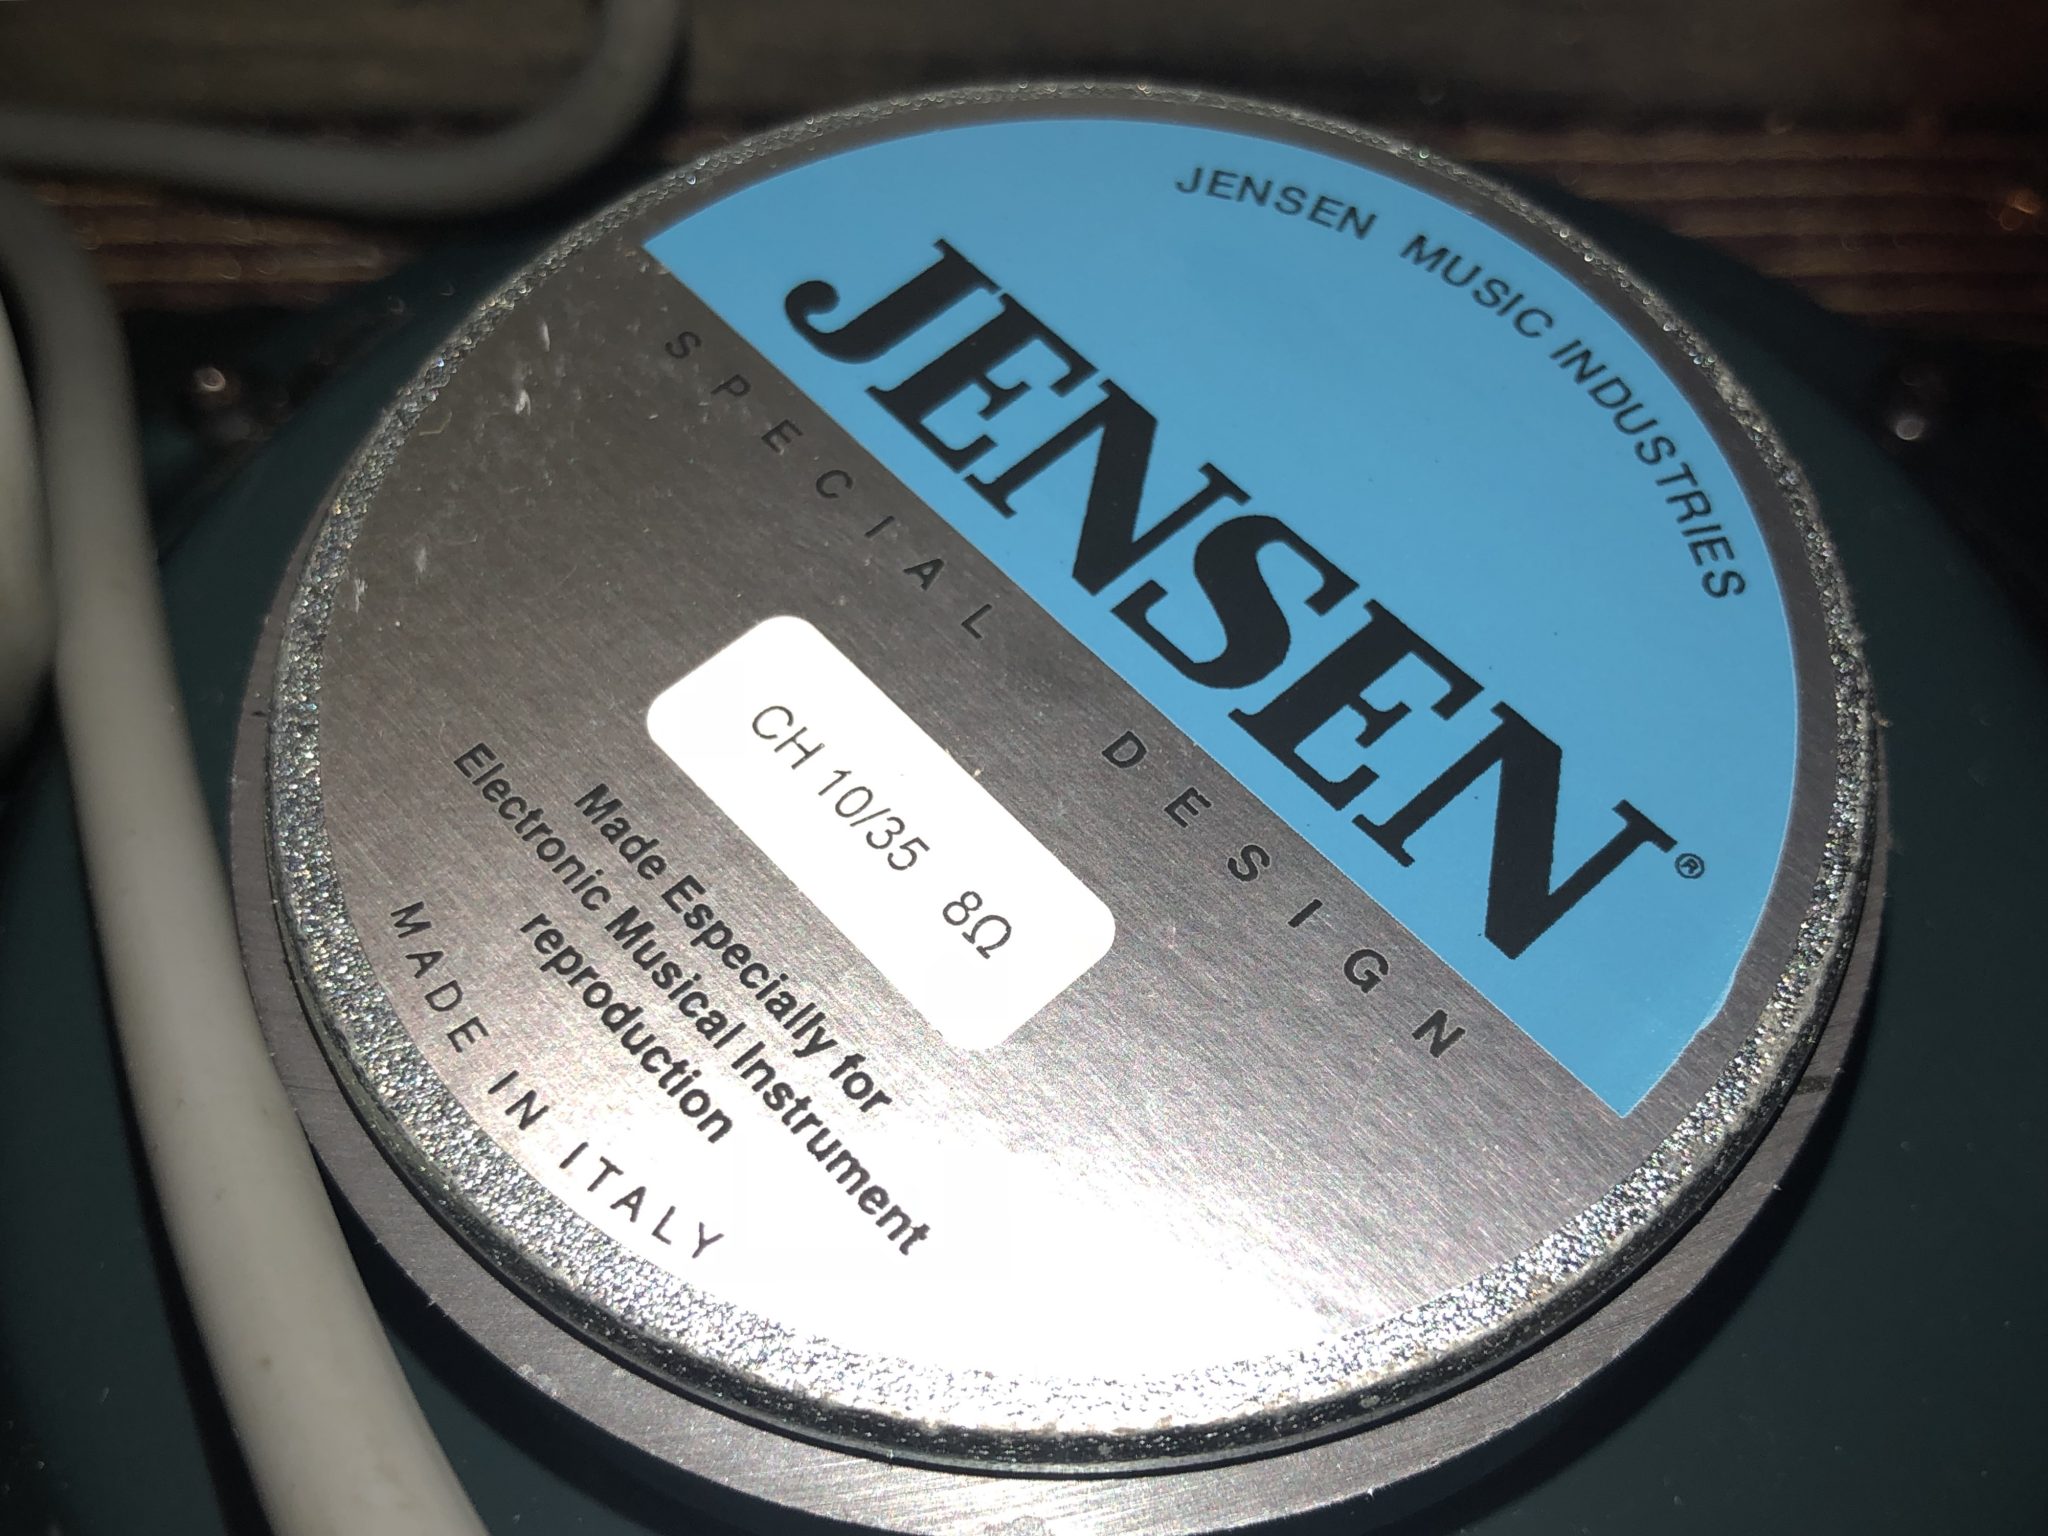 JENSEN MUSIC INDUSTRIES
JENSEN®
SPECIAL DESIGN
CH 10/35 8Ω
Made Especially for
Electronic Musical Instrument
reproduction
MADE IN ITALY